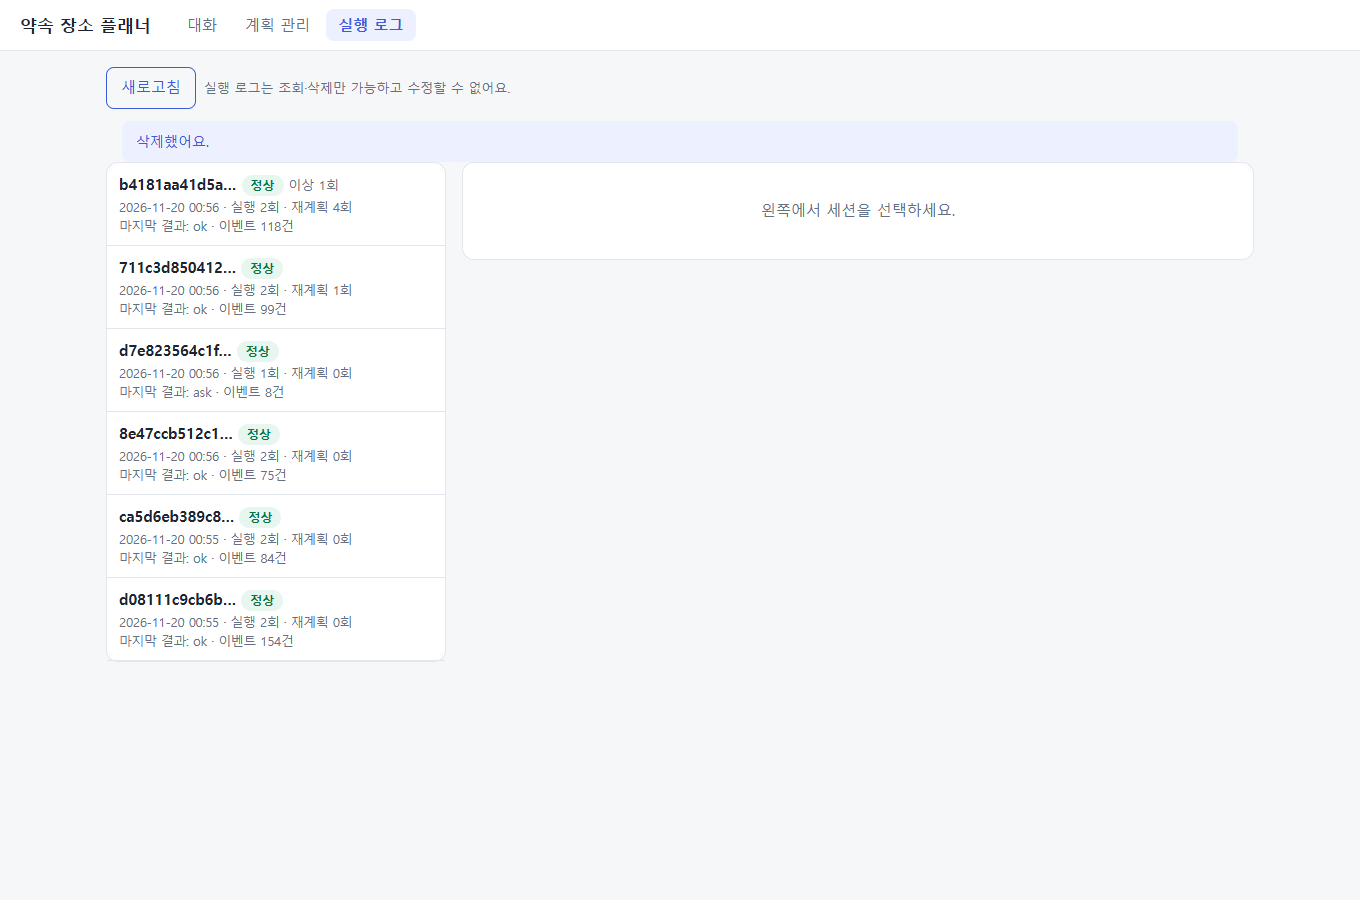 약속 장소 플래너 대화 계획 관리 실행 로그
새로고침 실행 로그는 조회·삭제만 가능하고 수정할 수 없어요.
삭제했어요.
b4181aa41d5a... 정상 이상 1회
2026-11-20 00:56 · 실행 2회 · 재계획 4회
마지막 결과: ok · 이벤트 118건
711c3d850412... 정상
2026-11-20 00:56 · 실행 2회 · 재계획 1회
마지막 결과: ok · 이벤트 99건
d7e823564c1f... 정상
2026-11-20 00:56 · 실행 1회 · 재계획 0회
마지막 결과: ask · 이벤트 8건
8e47ccb512c1... 정상
2026-11-20 00:56 · 실행 2회 · 재계획 0회
마지막 결과: ok · 이벤트 75건
ca5d6eb389c8... 정상
2026-11-20 00:55 · 실행 2회 · 재계획 0회
마지막 결과: ok · 이벤트 84건
d08111c9cb6b... 정상
2026-11-20 00:55 · 실행 2회 · 재계획 0회
마지막 결과: ok · 이벤트 154건
왼쪽에서 세션을 선택하세요.